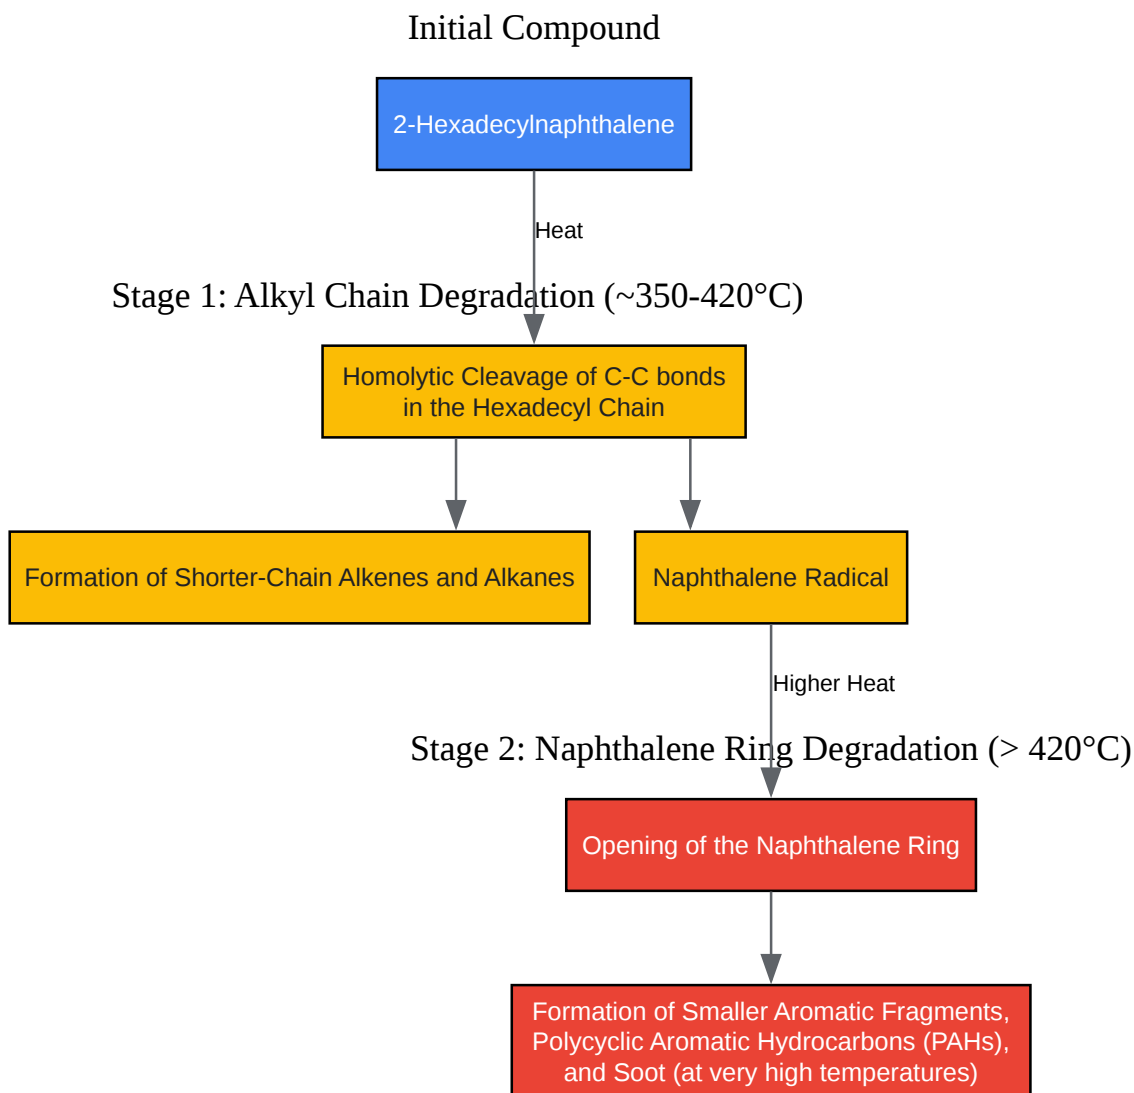 Initial Compound
2-Hexadecylnaphthalene
Heat
Stage 1: Alkyl Chain Degradation (~350-420°C)
Homolytic Cleavage of C-C bonds
in the Hexadecyl Chain
Formation of Shorter-Chain Alkenes and Alkanes
Naphthalene Radical
Higher Heat
Stage 2: Naphthalene Ring Degradation (> 420°C)
Opening of the Naphthalene Ring
Formation of Smaller Aromatic Fragments,
Polycyclic Aromatic Hydrocarbons (PAHs),
and Soot (at very high temperatures)